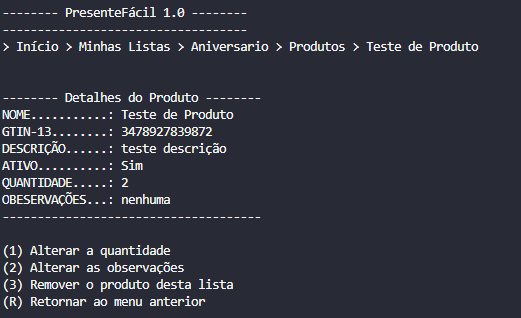 -------- PresenteFácil 1.0 --------
-----------------------------------
> Início > Minhas Listas > Aniversario > Produtos > Teste de Produto
-------- Detalhes do Produto --------
NOME...........: Teste de Produto
GTIN-13........: 3478927839872
DESCRIÇÃO......: teste descrição
ATIVO..........: Sim
QUANTIDADE.....: 2
OBESERVAÇÕES...: nenhuma
-------------------------------------
(1) Alterar a quantidade
(2) Alterar as observações
(3) Remover o produto desta lista
(R) Retornar ao menu anterior